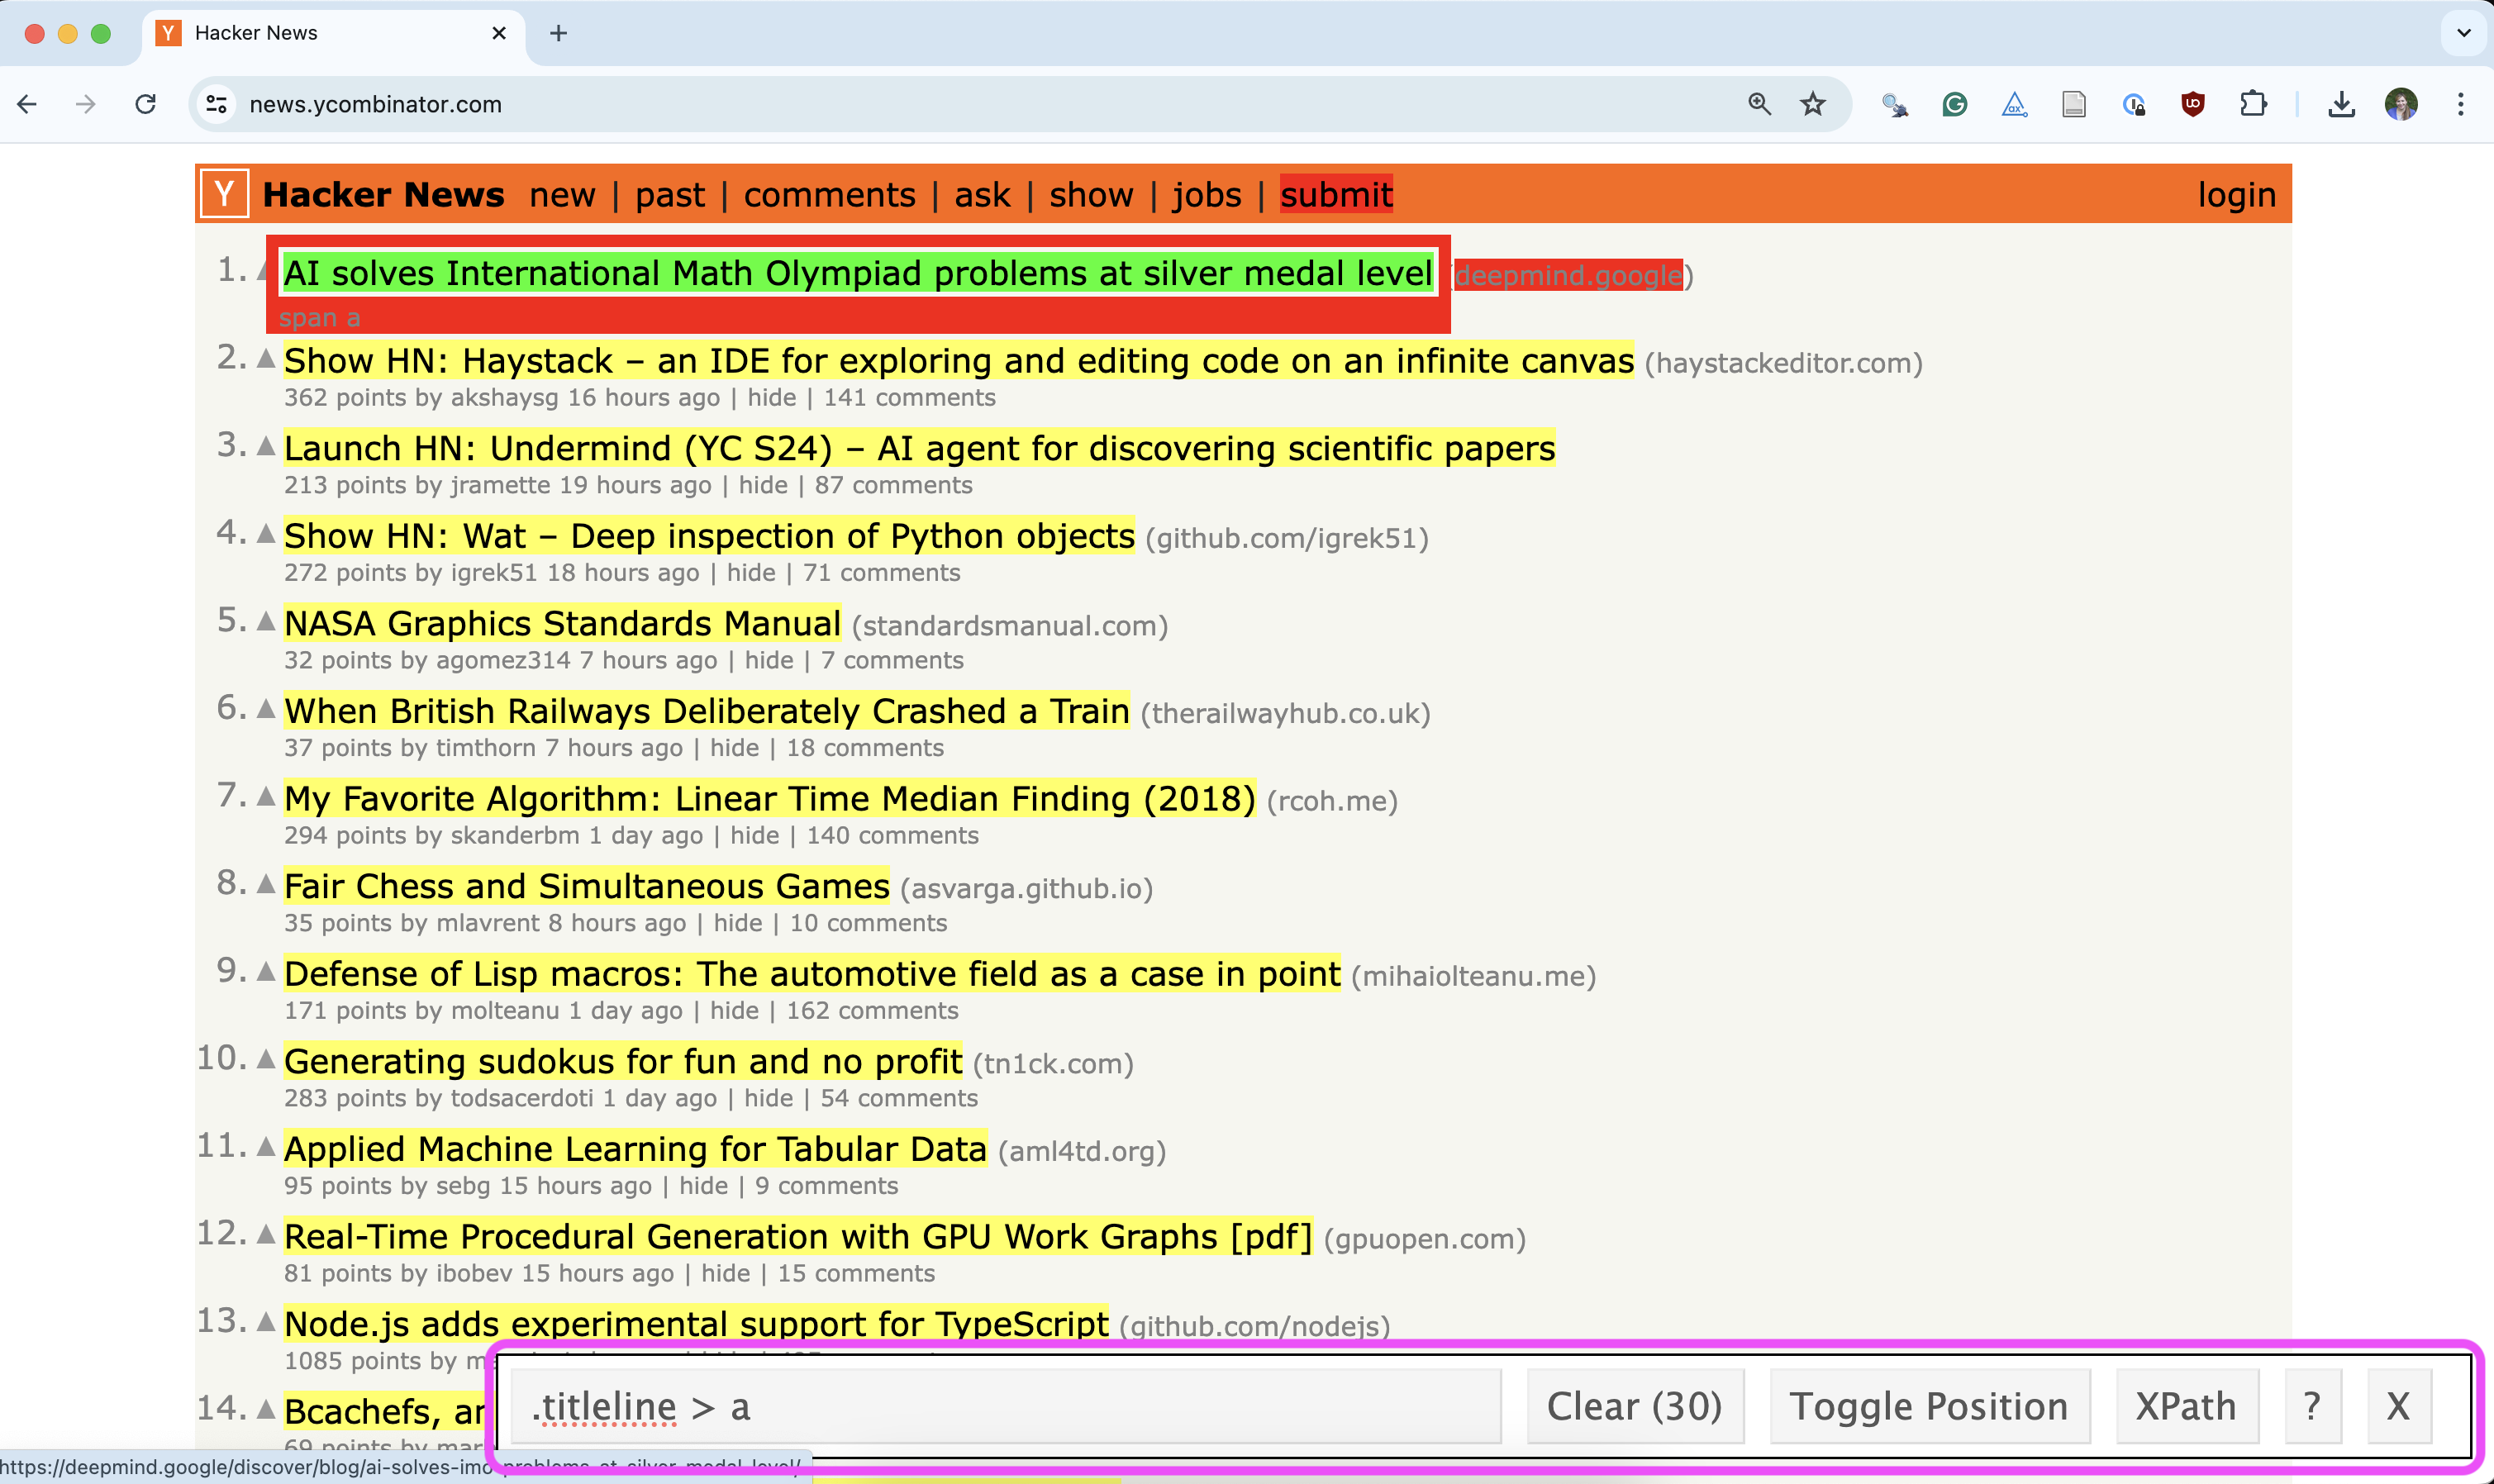 Y Hacker News
news.ycombinator.com
Y Hacker News new | past | comments | ask | show | jobs | submit login
1. AI solves International Math Olympiad problems at silver medal level (deepmind.google)
span a
2. Show HN: Haystack – an IDE for exploring and editing code on an infinite canvas (haystackeditor.com)
362 points by akshaysg 16 hours ago | hide | 141 comments
3. Launch HN: Undermind (YC S24) – AI agent for discovering scientific papers
213 points by jramette 19 hours ago | hide | 87 comments
4. Show HN: Wat – Deep inspection of Python objects (github.com/igrek51)
272 points by igrek51 18 hours ago | hide | 71 comments
5. NASA Graphics Standards Manual (standardsmanual.com)
32 points by agomez314 7 hours ago | hide | 7 comments
6. When British Railways Deliberately Crashed a Train (therailwayhub.co.uk)
37 points by timthorn 7 hours ago | hide | 18 comments
7. My Favorite Algorithm: Linear Time Median Finding (2018) (rcoh.me)
294 points by skanderbm 1 day ago | hide | 140 comments
8. Fair Chess and Simultaneous Games (asvarga.github.io)
35 points by mlavrent 8 hours ago | hide | 10 comments
9. Defense of Lisp macros: The automotive field as a case in point (mihaiolteanu.me)
171 points by molteanu 1 day ago | hide | 162 comments
10. Generating sudokus for fun and no profit (tn1ck.com)
283 points by todsacerdoti 1 day ago | hide | 54 comments
11. Applied Machine Learning for Tabular Data (aml4td.org)
95 points by sebg 15 hours ago | hide | 9 comments
12. Real-Time Procedural Generation with GPU Work Graphs [pdf] (gpuopen.com)
81 points by ibobev 15 hours ago | hide | 15 comments
13. Node.js adds experimental support for TypeScript (github.com/nodejs)
1085 points by
14. Bcachefs,
69 points
.titleline > a Clear (30) Toggle Position XPath ? X
https://deepmind.google/discover/blog/ai-solves-imo-problems-at-silver-medal-level/